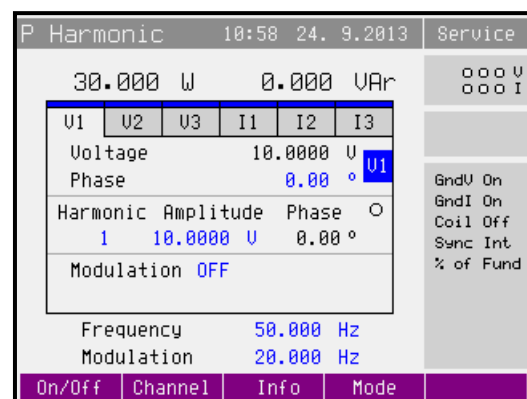 P Harmonic 10:58 24. 9.2013 Service
30.000 W 0.000 VAr
ooo V
ooo I
V1 V2 V3 I1 I2 I3
Voltage 10.0000 V
V1
Phase 0.00 °
Harmonic Amplitude Phase
1 10.0000 V 0.00 °
Modulation OFF
Frequency 50.000 Hz
Modulation 20.000 Hz
GndV On
GndI On
Coil Off
Sync Int
% of Fund
On/Off Channel Info Mode